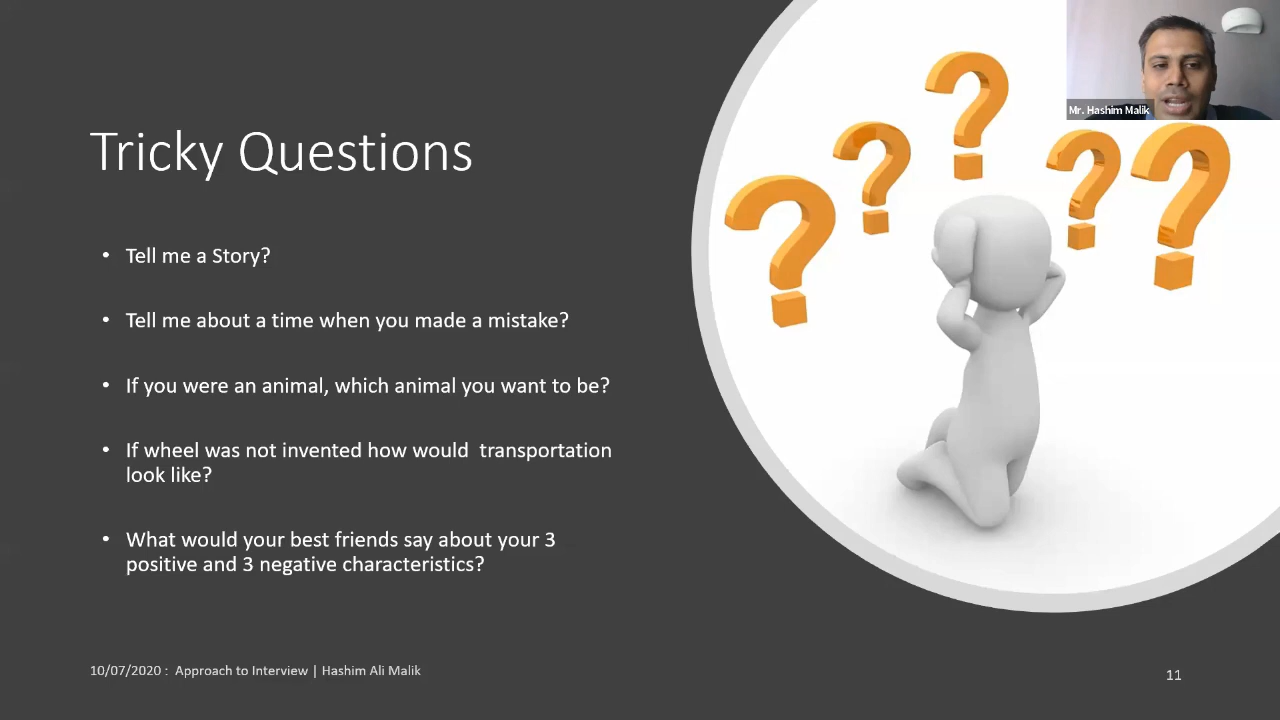 Mr. Hashim Malik
Tricky Questions
• Tell me a Story?
• Tell me about a time when you made a mistake?
• If you were an animal, which animal you want to be?
• If wheel was not invented how would transportation
look like?
• What would your best friends say about your 3
positive and 3 negative characteristics?
10/07/2020 : Approach to Interview | Hashim Ali Malik
11